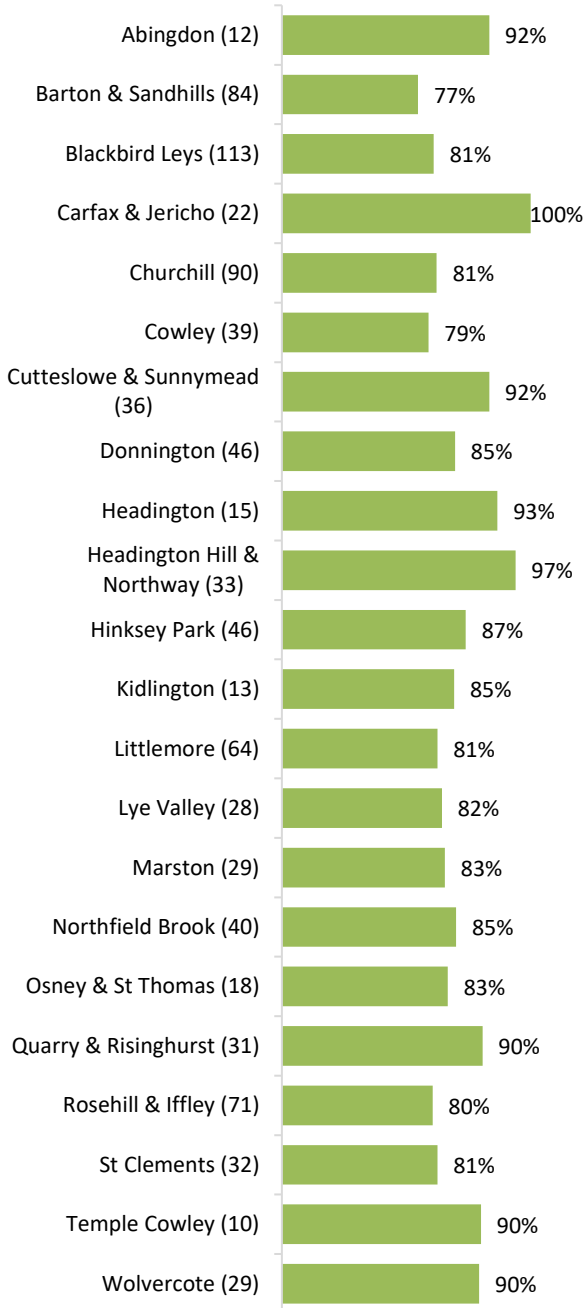 Abingdon (12) 92%
Barton & Sandhills (84) 77%
Blackbird Leys (113) 81%
Carfax & Jericho (22) 100%
Churchill (90) 81%
Cowley (39) 79%
Cutteslowe & Sunnymead
(36) 92%
Donnington (46) 85%
Headington (15) 93%
Headington Hill &
Northway (33) 97%
Hinksey Park (46) 87%
Kidlington (13) 85%
Littlemore (64) 81%
Lye Valley (28) 82%
Marston (29) 83%
Northfield Brook (40) 85%
Osney & St Thomas (18) 83%
Quarry & Risinghurst (31) 90%
Rosehill & Iffley (71) 80%
St Clements (32) 81%
Temple Cowley (10) 90%
Wolvercote (29) 90%